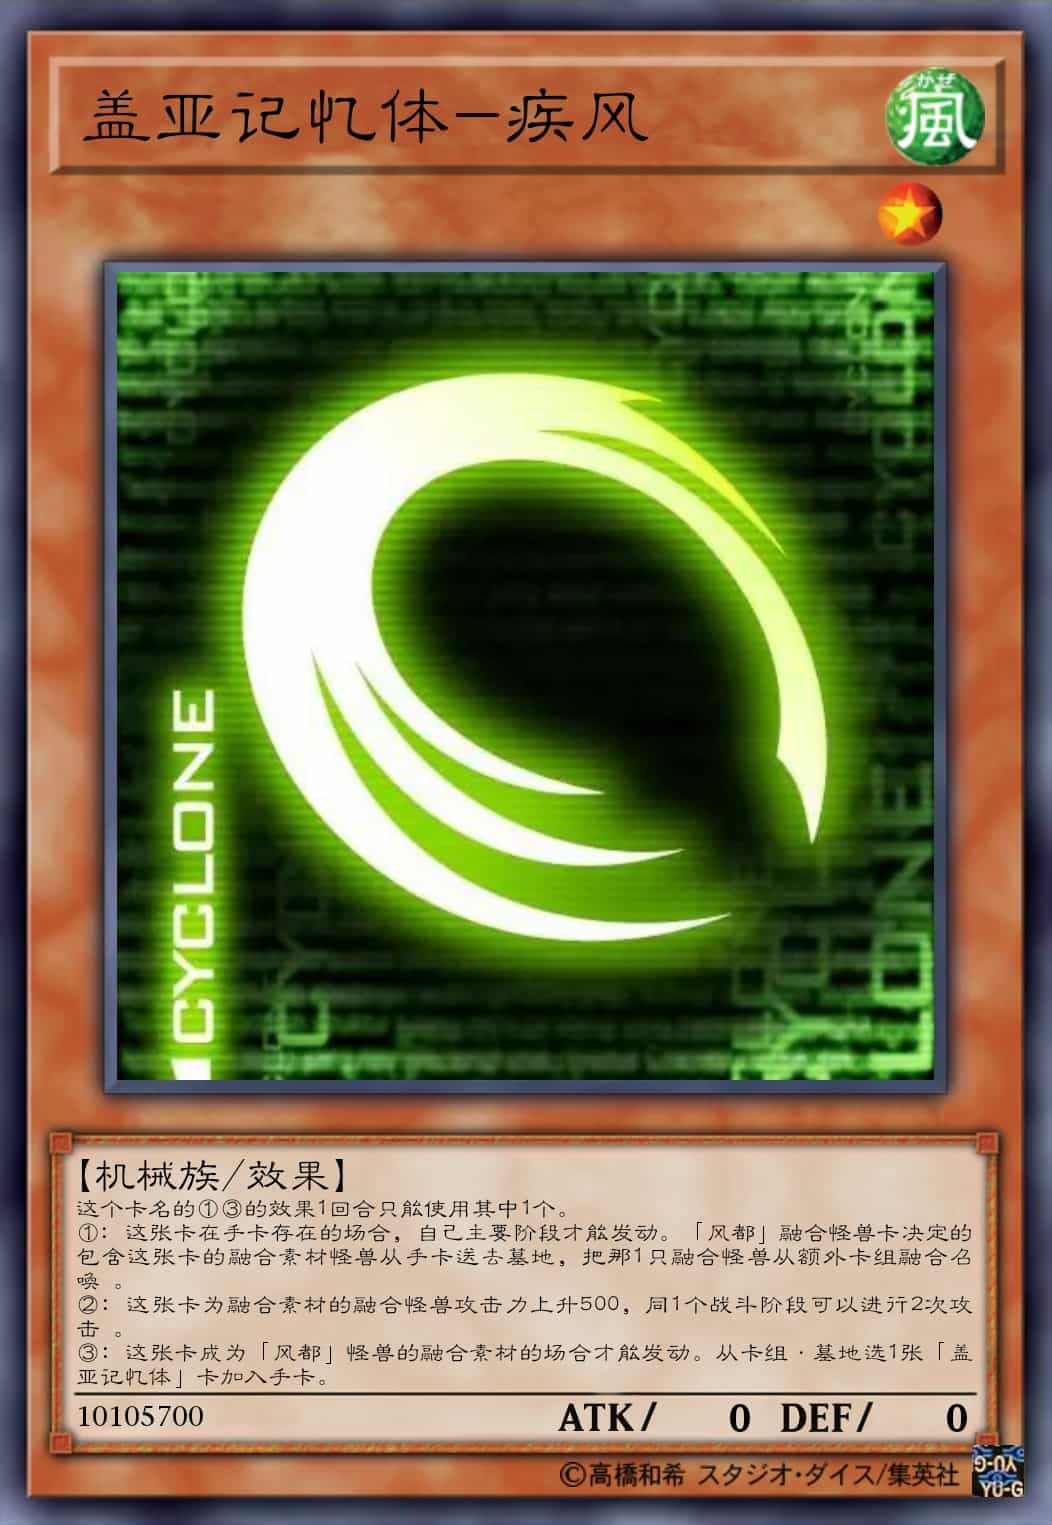 盖亚记忆体-疾风
かぜ
風
CYCLONE
【机械族/效果】
这个卡名的①③的效果1回合只能使用其中1个。
①：这张卡在手卡存在的场合，自己主要阶段才能发动。「风都」融合怪兽卡决定的
包含这张卡的融合素材怪兽从手卡送去墓地，把那1只融合怪兽从额外卡组融合召
唤 。
②：这张卡为融合素材的融合怪兽攻击力上升500，同1个战斗阶段可以进行2次攻
击 。
③：这张卡成为「风都」怪兽的融合素材的场合才能发动。从卡组·墓地选1张「盖
亚记忆体」卡加入手卡。
10105700 ATK/ 0 DEF/ 0
©高橋和希 スタジオ·ダイス/集英社
YU-G